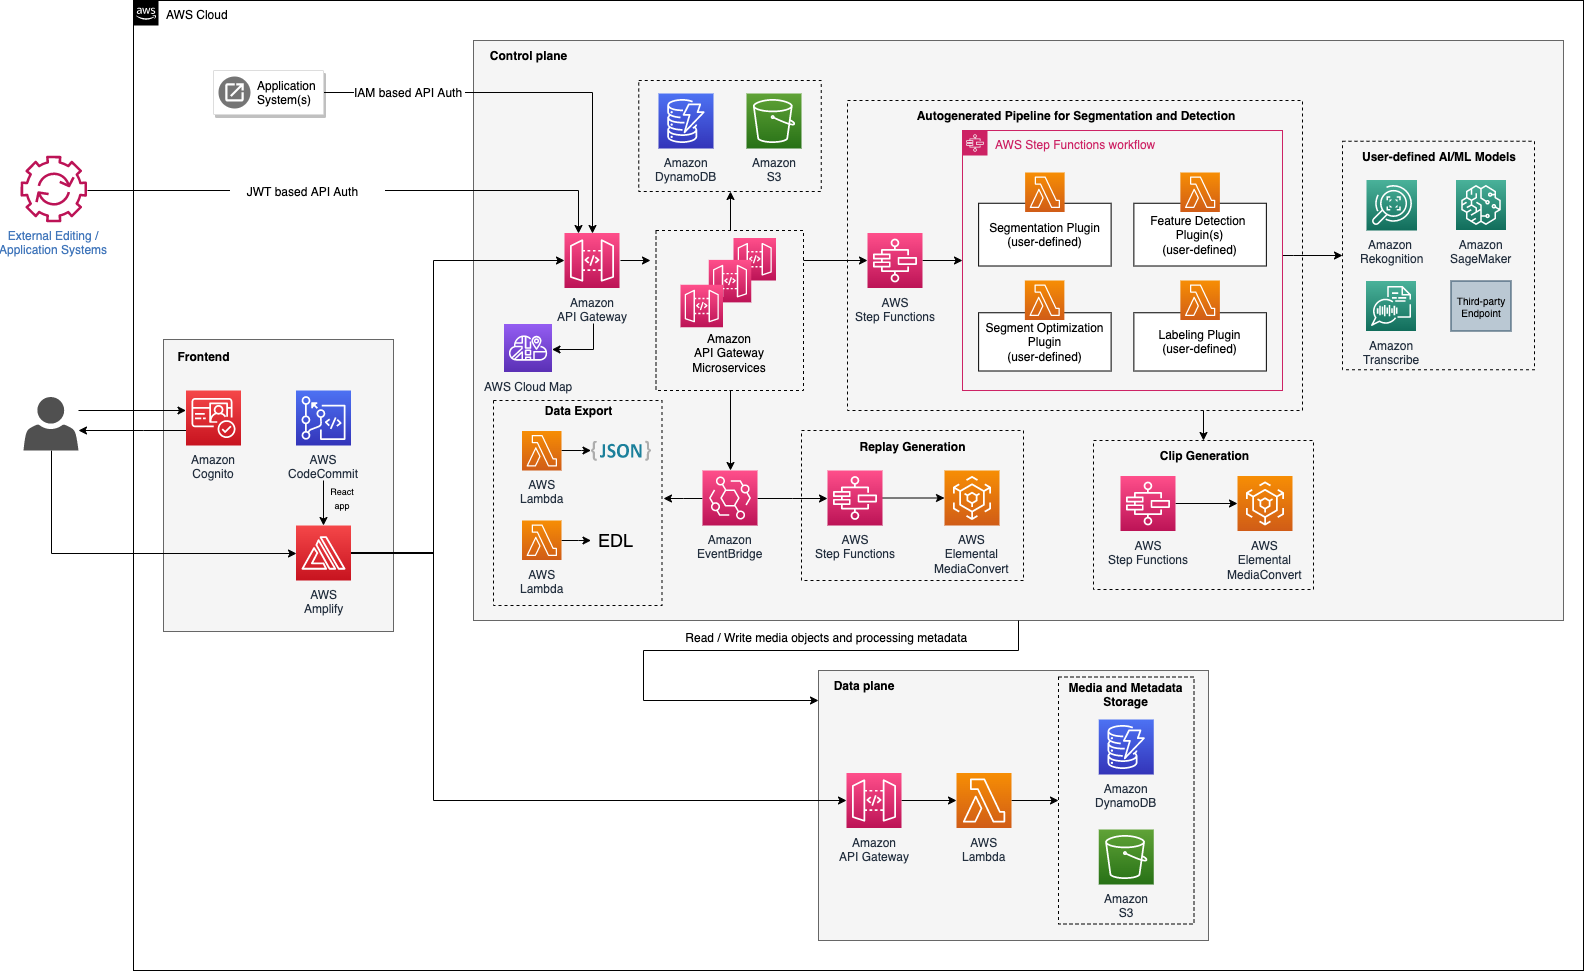 aws
AWS Cloud
Control plane
Application
System(s)
IAM based API Auth
JWT based API Auth
External Editing /
Application Systems
Amazon
DynamoDB
Amazon
S3
Amazon
API Gateway
AWS Cloud Map
Amazon
API Gateway
Microservices
AWS
Step Functions
Autogenerated Pipeline for Segmentation and Detection
AWS Step Functions workflow
Segmentation Plugin
(user-defined)
Feature Detection
Plugin(s)
(user-defined)
Segment Optimization
Plugin
(user-defined)
Labeling Plugin
(user-defined)
User-defined AI/ML Models
Amazon
Rekognition
Amazon
SageMaker
Amazon
Transcribe
Third-party
Endpoint
Frontend
Amazon
Cognito
AWS
CodeCommit
React
app
AWS
Amplify
Data Export
AWS
Lambda
{JSON}
AWS
Lambda
EDL
Amazon
EventBridge
Replay Generation
AWS
Step Functions
AWS
Elemental
MediaConvert
Clip Generation
AWS
Step Functions
AWS
Elemental
MediaConvert
Read / Write media objects and processing metadata
Data plane
Amazon
API Gateway
AWS
Lambda
Media and Metadata
Storage
Amazon
DynamoDB
Amazon
S3